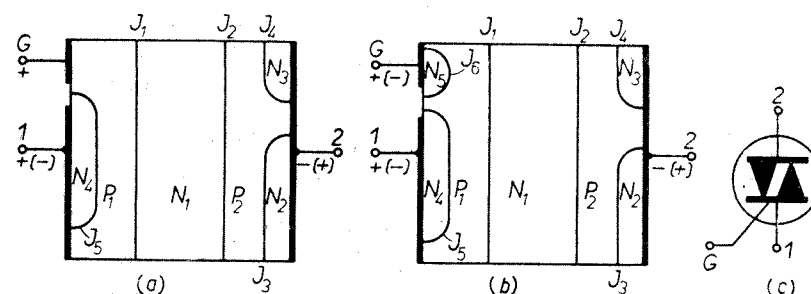 J₁ J₂ J₄
G
+
N₃
1
+(−)
2
−(+)
N₄ P₁ N₁ P₂ N₂
J₅
J₃
(a)
J₁ J₂ J₄
G
+(−)
N₅ J₆ N₃
1
+(−)
2
−(+)
N₄ P₁ N₁ P₂ N₂
J₅
J₃
(b)
2
G
1
(c)